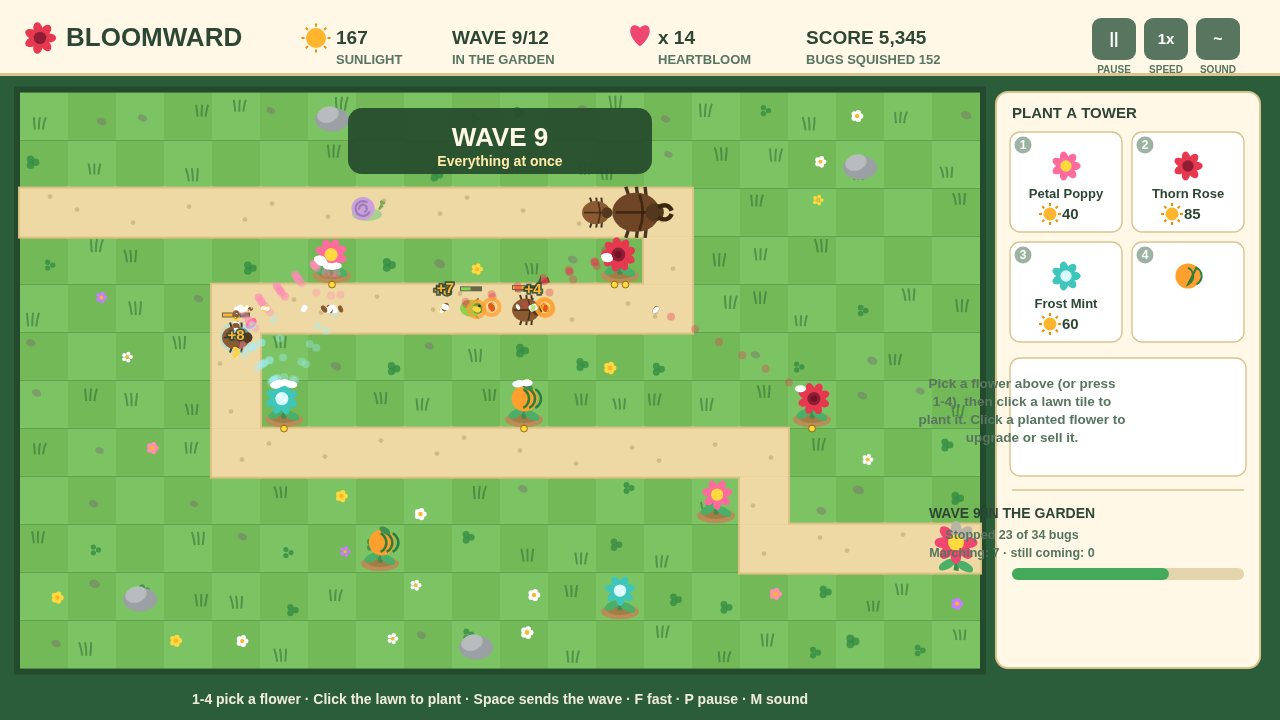 BLOOMWARD
167
SUNLIGHT
WAVE 9/12
IN THE GARDEN
x 14
HEARTBLOOM
SCORE 5,345
BUGS SQUISHED 152
||
PAUSE
1x
SPEED
~
SOUND
WAVE 9
Everything at once
+7
+4
+8
PLANT A TOWER
1
Petal Poppy
40
2
Thorn Rose
85
3
Frost Mint
60
4
Pick a flower above (or press
1-4), then click a lawn tile to
plant it. Click a planted flower to
upgrade or sell it.
WAVE 9 IN THE GARDEN
Stopped 23 of 34 bugs
Marching: 7 · still coming: 0
1-4 pick a flower · Click the lawn to plant · Space sends the wave · F fast · P pause · M sound